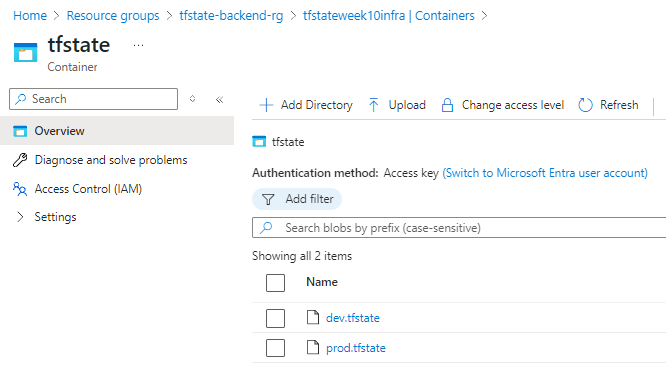 Home > Resource groups > tfstate-backend-rg > tfstateweek10infra | Containers >
tfstate ...
Container
Search
Overview
Diagnose and solve problems
Access Control (IAM)
Settings
Add Directory Upload Change access level Refresh
tfstate
Authentication method: Access key (Switch to Microsoft Entra user account)
Add filter
Search blobs by prefix (case-sensitive)
Showing all 2 items
Name
dev.tfstate
prod.tfstate